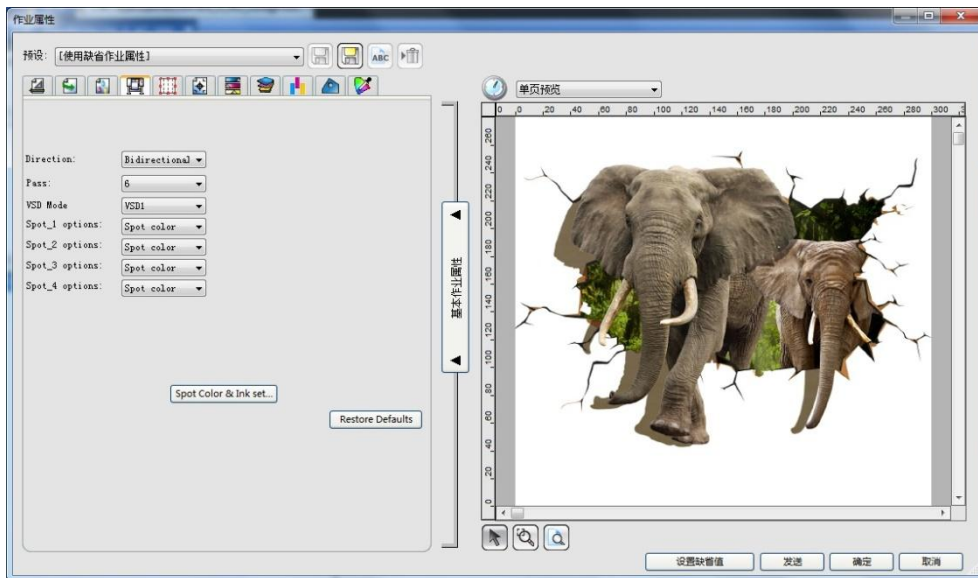 作业属性
预设: [使用缺省作业属性]
ABC
单页预览
0 0 20 40 60 80 100 120 140 160 180 200 220 240 260 280 300
260
240
220
200
180
160
140
120
100
80
60
40
20
0
Direction: Bidirectional
Pass: 6
VSD Mode VSD1
Spot_1 options: Spot color
Spot_2 options: Spot color
Spot_3 options: Spot color
Spot_4 options: Spot color
基本作业属性
Spot Color & Ink set...
Restore Defaults
设置缺省值 发送 确定 取消